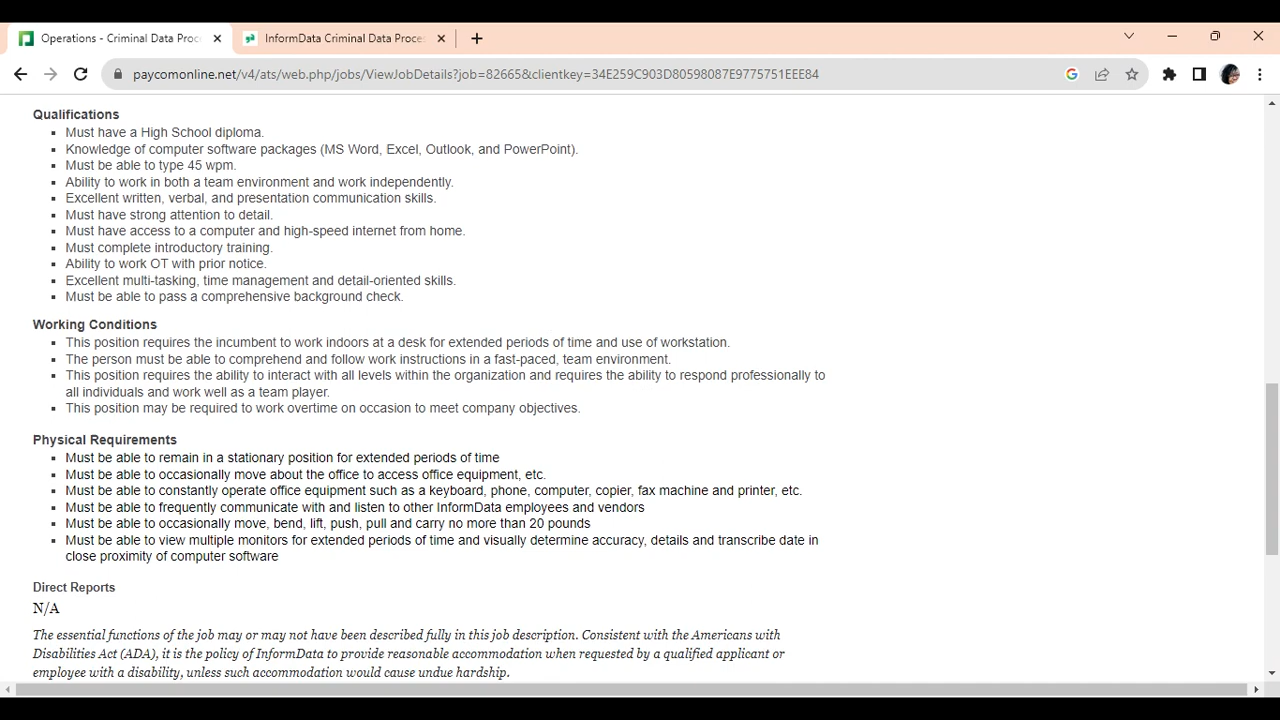 Operations - Criminal Data Proc
InformData Criminal Data Proces
paycomonline.net/v4/ats/web.php/jobs/ViewJobDetails?job=82665&clientkey=34E259C903D80598087E9775751EEE84
Qualifications
Must have a High School diploma.
Knowledge of computer software packages (MS Word, Excel, Outlook, and PowerPoint).
Must be able to type 45 wpm.
Ability to work in both a team environment and work independently.
Excellent written, verbal, and presentation communication skills.
Must have strong attention to detail.
Must have access to a computer and high-speed internet from home.
Must complete introductory training.
Ability to work OT with prior notice.
Excellent multi-tasking, time management and detail-oriented skills.
Must be able to pass a comprehensive background check.
Working Conditions
This position requires the incumbent to work indoors at a desk for extended periods of time and use of workstation.
The person must be able to comprehend and follow work instructions in a fast-paced, team environment.
This position requires the ability to interact with all levels within the organization and requires the ability to respond professionally to
all individuals and work well as a team player.
This position may be required to work overtime on occasion to meet company objectives.
Physical Requirements
Must be able to remain in a stationary position for extended periods of time
Must be able to occasionally move about the office to access office equipment, etc.
Must be able to constantly operate office equipment such as a keyboard, phone, computer, copier, fax machine and printer, etc.
Must be able to frequently communicate with and listen to other InformData employees and vendors
Must be able to occasionally move, bend, lift, push, pull and carry no more than 20 pounds
Must be able to view multiple monitors for extended periods of time and visually determine accuracy, details and transcribe date in
close proximity of computer software
Direct Reports
N/A
The essential functions of the job may or may not have been described fully in this job description. Consistent with the Americans with
Disabilities Act (ADA), it is the policy of InformData to provide reasonable accommodation when requested by a qualified applicant or
employee with a disability, unless such accommodation would cause undue hardship.